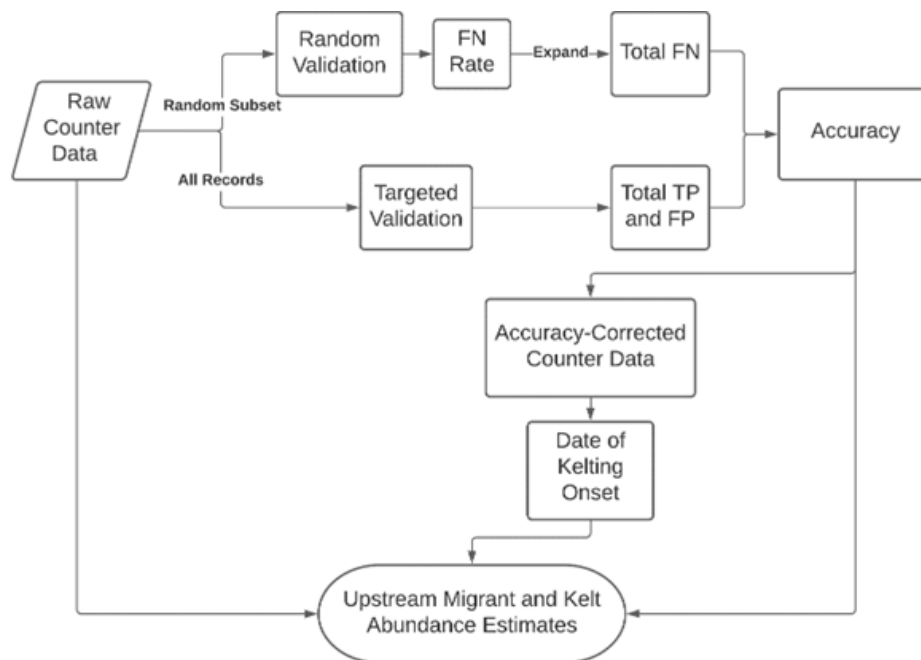 Random
Validation
FN
Rate
Expand
Total FN
Raw
Counter
Data
Random Subset
Accuracy
All Records
Targeted
Validation
Total TP
and FP
Accuracy-Corrected
Counter Data
Date of
Kelting
Onset
Upstream Migrant and Kelt
Abundance Estimates